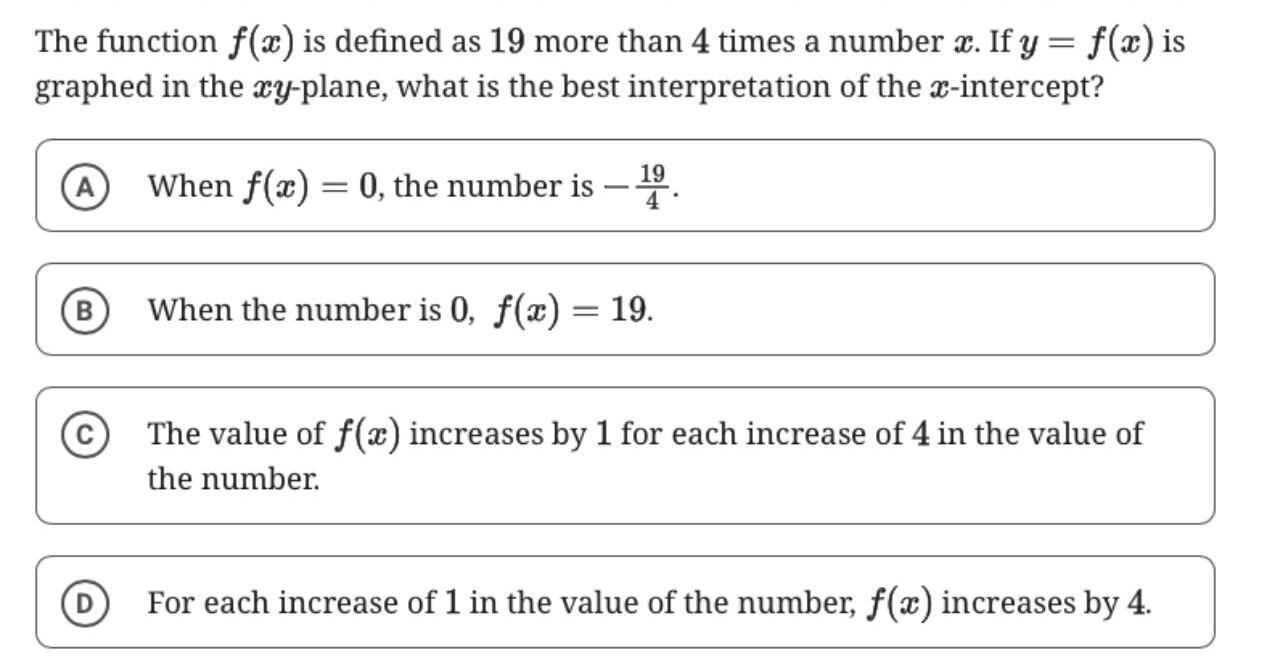 The function f(x) is defined as 19 more than 4 times a number x. If y = f(x) is
graphed in the xy-plane, what is the best interpretation of the x-intercept?
A When f(x) = 0, the number is −19/4.
B When the number is 0, f(x) = 19.
C The value of f(x) increases by 1 for each increase of 4 in the value of
the number.
D For each increase of 1 in the value of the number, f(x) increases by 4.